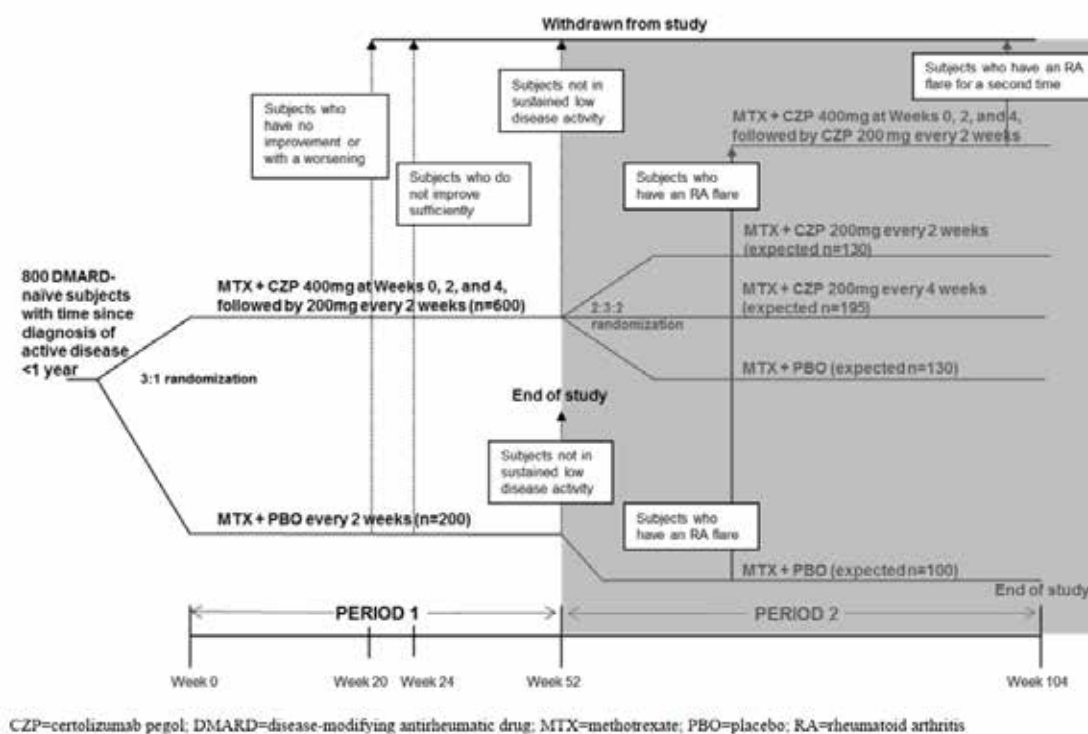 Withdrawn from study
Subjects who
have no
improvement or
with a worsening
Subjects who do
not improve
sufficiently
Subjects not in
sustained low
disease activity
Subjects who have an RA
flare for a second time
MTX + CZP 400mg at Weeks 0, 2, and 4,
followed by CZP 200 mg every 2 weeks
Subjects who
have an RA flare
MTX + CZP 200mg every 2 weeks
(expected n=130)
800 DMARD-
naïve subjects
with time since
diagnosis of
active disease
<1 year
MTX + CZP 400mg at Weeks 0, 2, and 4,
followed by 200mg every 2 weeks (n=600)
MTX + CZP 200mg every 4 weeks
(expected n=195)
2:3:2
randomization
3:1 randomization
MTX + PBO (expected n=130)
End of study
Subjects not in
sustained low
disease activity
MTX + PBO every 2 weeks (n=200)
Subjects who
have an RA flare
MTX + PBO (expected n=100)
End of study
PERIOD 1
PERIOD 2
Week 0
Week 20
Week 24
Week 52
Week 104
CZP=certolizumab pegol; DMARD=disease-modifying antirheumatic drug; MTX=methotrexate; PBO=placebo; RA=rheumatoid arthritis